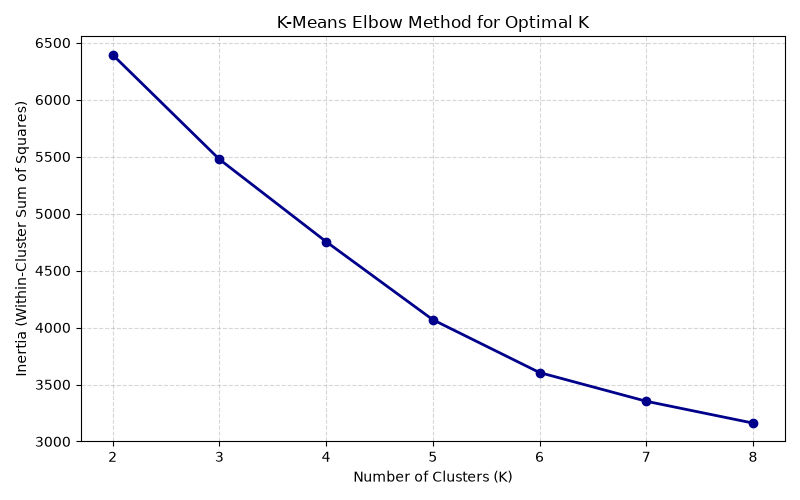 K-Means Elbow Method for Optimal K
Inertia (Within-Cluster Sum of Squares)
6500
6000
5500
5000
4500
4000
3500
3000
2 3 4 5 6 7 8
Number of Clusters (K)